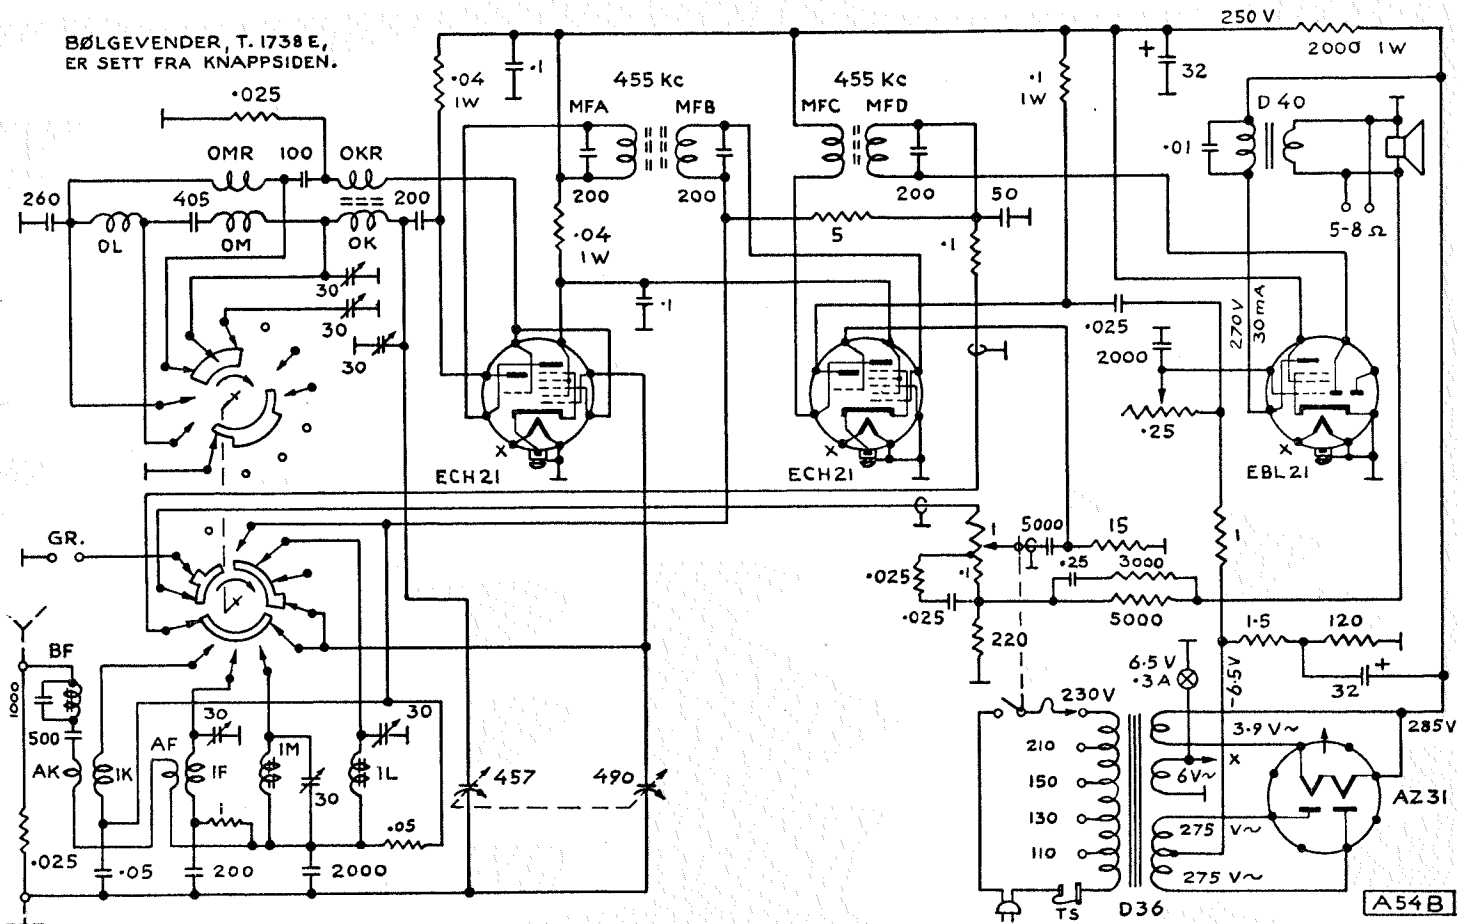 BØLGEVENDER, T. 1738 E,
ER SETT FRA KNAPPSIDEN.
250 V
2000 1W
.04
1W
.1
455 Kc
455 Kc
.1
1W
+
32
.025
MFA
MFB
MFC
MFD
D 40
.01
OMR
100
OKR
260
405
200
200
200
200
50
OL
OM
OK
.04
1W
5
.1
5-8 Ω
30
30
30
.1
.025
2000
270V
30mA
.25
X
ECH21
X
ECH21
X
EBL21
GR.
1
5000
15
1
.025
.1
.25
3000
.025
5000
220
1.5
120
BF
6.5 V
.3 A
-6.5V
32
+
1000
230V
500
30
30
3.9 V~
285V
AF
210
X
AK
1K
1F
1M
1L
457
490
150
6V~
AZ31
30
130
i
.05
110
275 V~
.025
.05
200
2000
275 V~
TS
D36
A54B